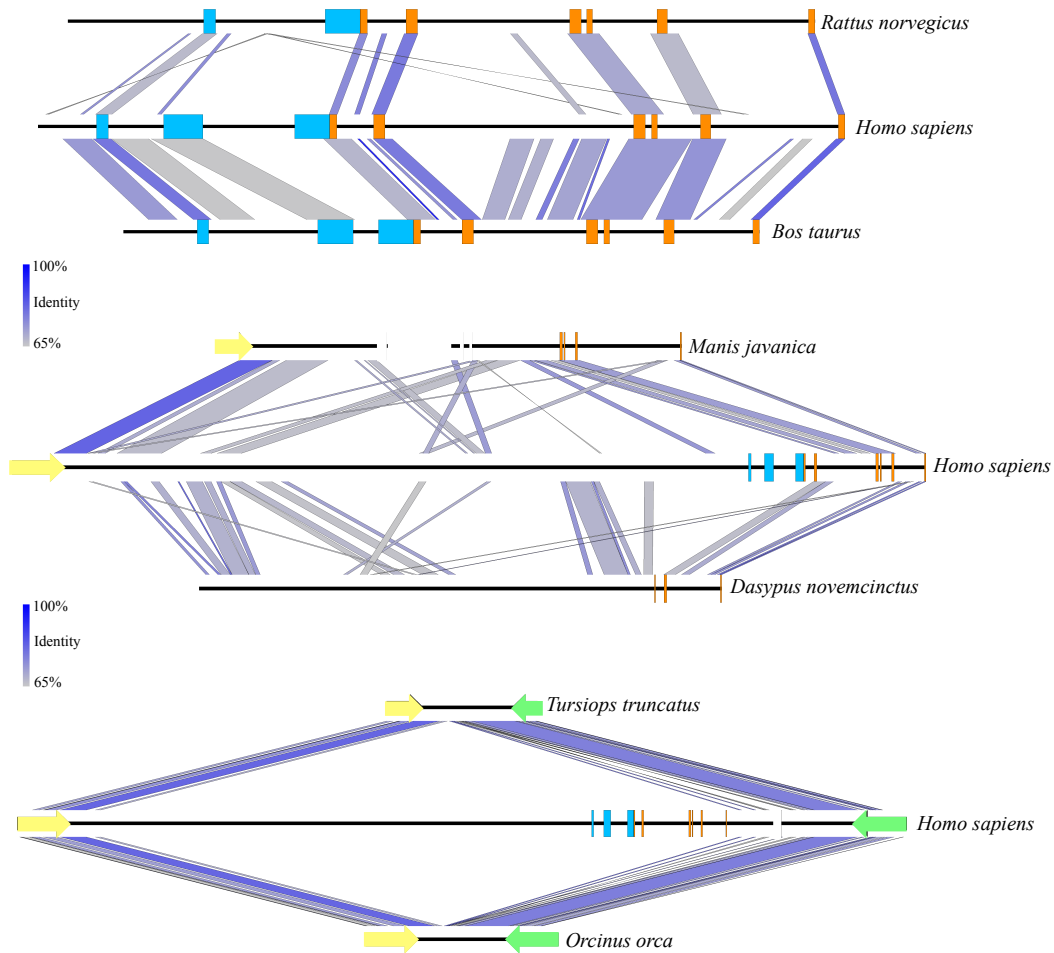 Rattus norvegicus
Homo sapiens
Bos taurus
100%
Identity
65%
Manis javanica
Homo sapiens
Dasypus novemcinctus
100%
Identity
65%
Tursiops truncatus
Homo sapiens
Orcinus orca